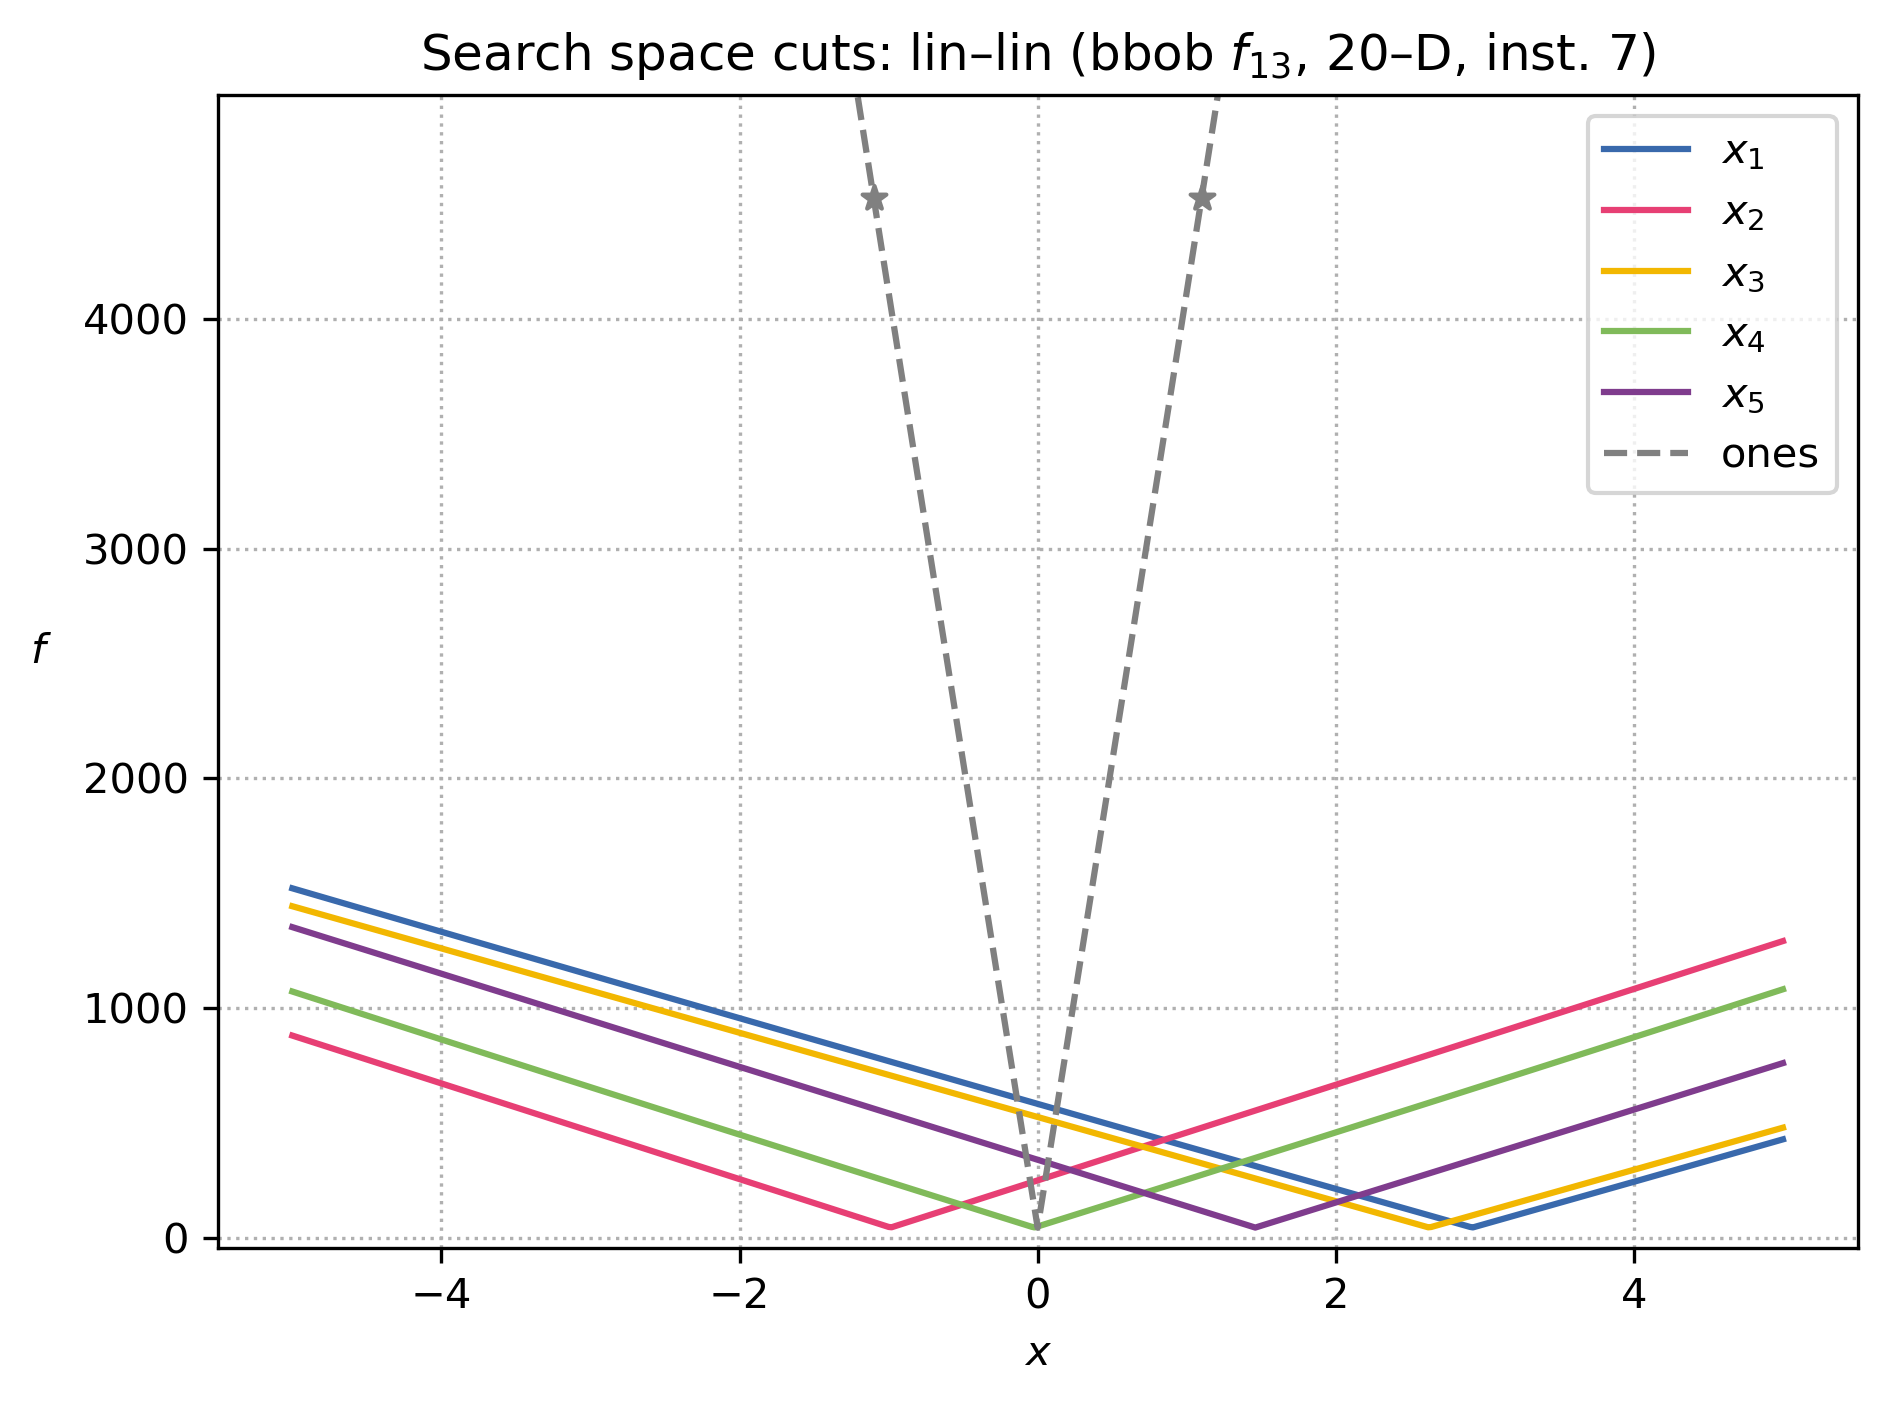 Search space cuts: lin–lin (bbob f₁₃, 20–D, inst. 7)
x₁
x₂
x₃
x₄
x₅
ones
4000
3000
2000
1000
0
f
−4 −2 0 2 4
x